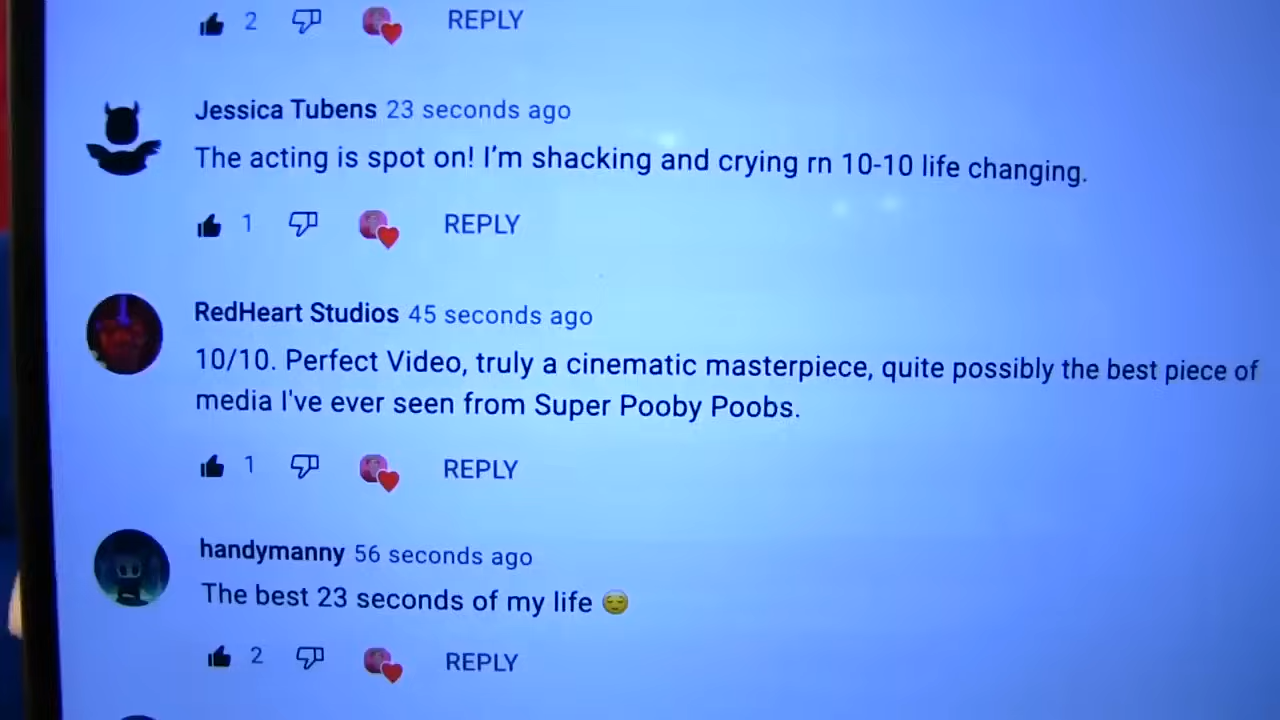 2 REPLY
Jessica Tubens 23 seconds ago
The acting is spot on! I'm shacking and crying rn 10-10 life changing.
1 REPLY
RedHeart Studios 45 seconds ago
10/10. Perfect Video, truly a cinematic masterpiece, quite possibly the best piece of
media I've ever seen from Super Pooby Poobs.
1 REPLY
handymanny 56 seconds ago
The best 23 seconds of my life 😌
2 REPLY